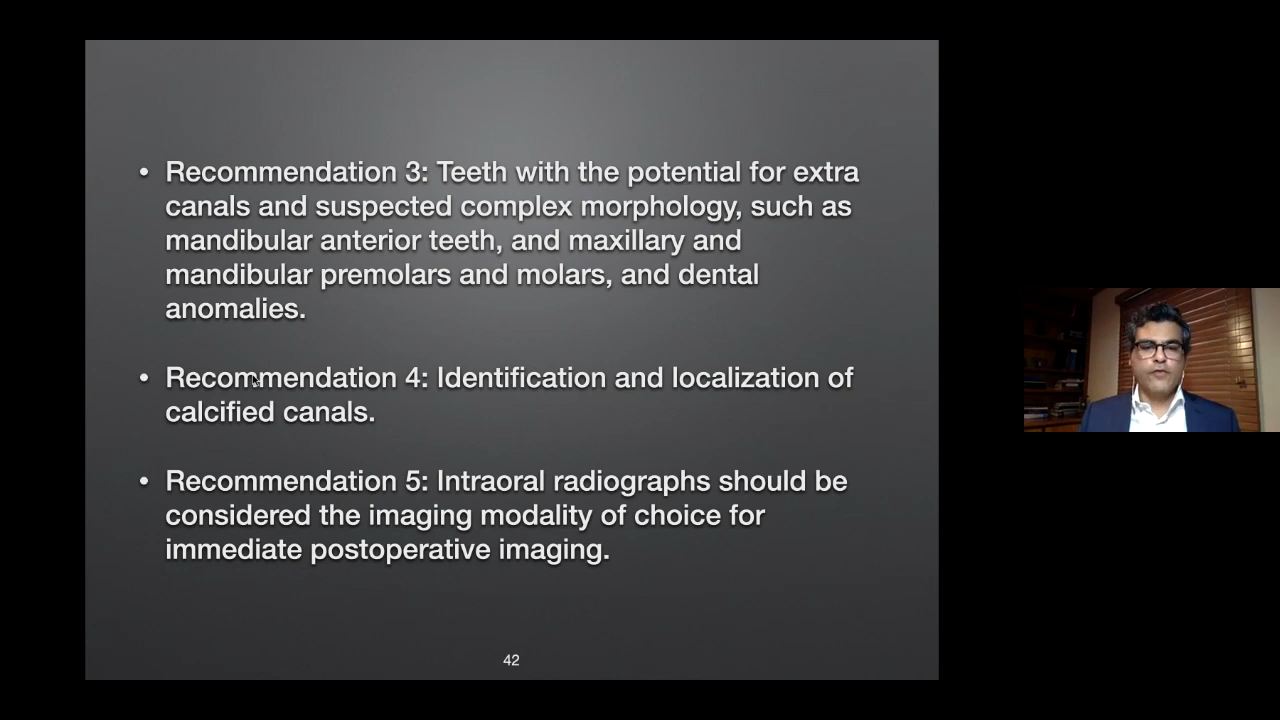 • Recommendation 3: Teeth with the potential for extra
canals and suspected complex morphology, such as
mandibular anterior teeth, and maxillary and
mandibular premolars and molars, and dental
anomalies.
• Recommendation 4: Identification and localization of
calcified canals.
• Recommendation 5: Intraoral radiographs should be
considered the imaging modality of choice for
immediate postoperative imaging.
42